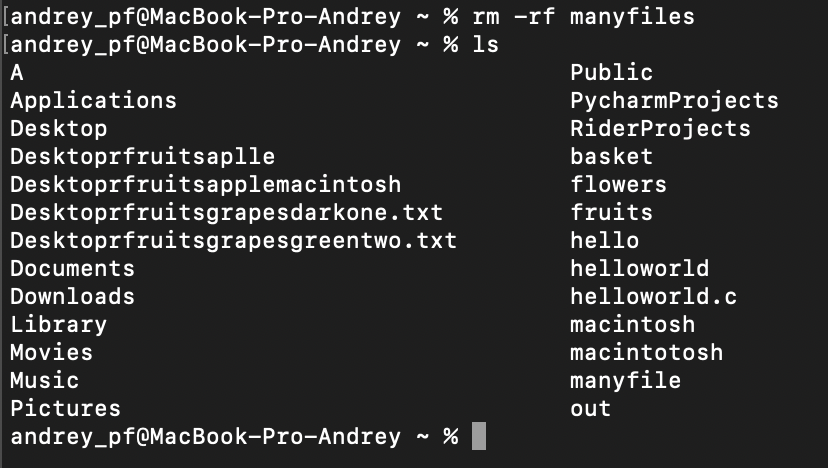 [andrey_pf@MacBook-Pro-Andrey ~ % rm -rf manyfiles
[andrey_pf@MacBook-Pro-Andrey ~ % ls
A Public
Applications PycharmProjects
Desktop RiderProjects
Desktoprfruitsaplle basket
Desktoprfruitsapplemacintosh flowers
Desktoprfruitsgrapesdarkone.txt fruits
Desktoprfruitsgrapesgreentwo.txt hello
Documents helloworld
Downloads helloworld.c
Library macintosh
Movies macintotosh
Music manyfile
Pictures out
andrey_pf@MacBook-Pro-Andrey ~ %